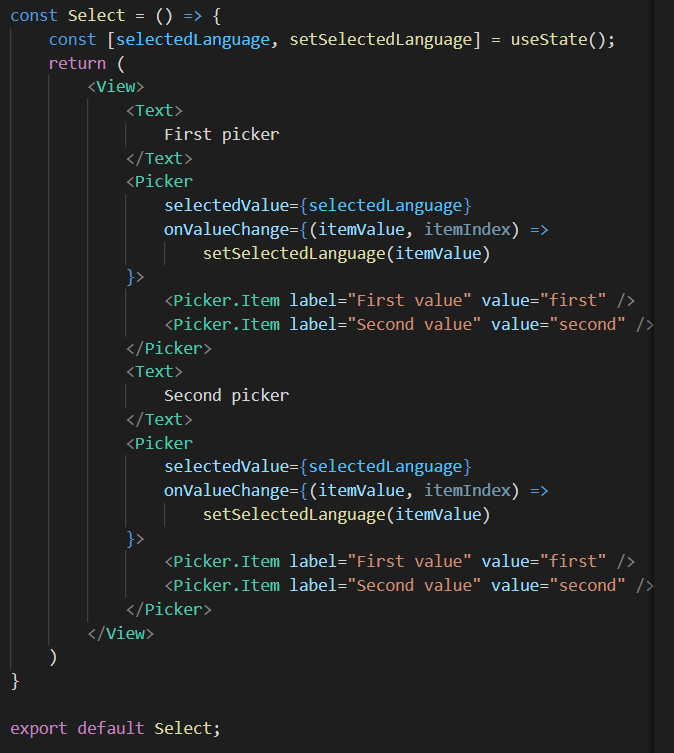 const Select = () => {
    const [selectedLanguage, setSelectedLanguage] = useState();
    return (
        <View>
            <Text>
                First picker
            </Text>
            <Picker
                selectedValue={selectedLanguage}
                onValueChange={(itemValue, itemIndex) =>
                    setSelectedLanguage(itemValue)
            }>
                <Picker.Item label="First value" value="first" />
                <Picker.Item label="Second value" value="second" />
            </Picker>
            <Text>
                Second picker
            </Text>
            <Picker
                selectedValue={selectedLanguage}
                onValueChange={(itemValue, itemIndex) =>
                    setSelectedLanguage(itemValue)
            }>
                <Picker.Item label="First value" value="first" />
                <Picker.Item label="Second value" value="second" />
            </Picker>
        </View>
    )
}

export default Select;